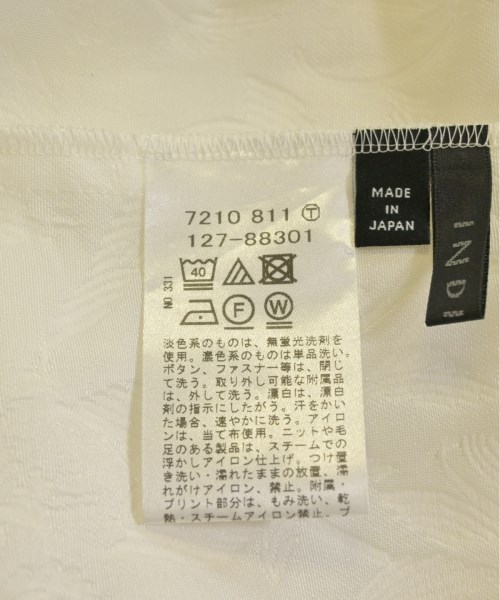 7210 811 Ⓣ
127-88301
NO.331
40
F
W
淡色系のものは、無蛍光洗剤を
使用。濃色系のものは単品洗い。
ボタン、ファスナー等は、閉じ
て洗う。取り外し可能な附属品
は、外して洗う。漂白は、漂白
剤の指示にしたがう。汗をかい
た場合、速やかに洗う。アイロ
ンは、当て布使用。ニットや毛
足のある製品は、スチームでの
浮かしアイロン仕上げ。つけ置
き洗い・濡れたままの放置、濡
れがけアイロン、禁止。附属・
プリント部分は、もみ洗い、乾
熱・スチームアイロン禁止。プ
MADE
IN
JAPAN